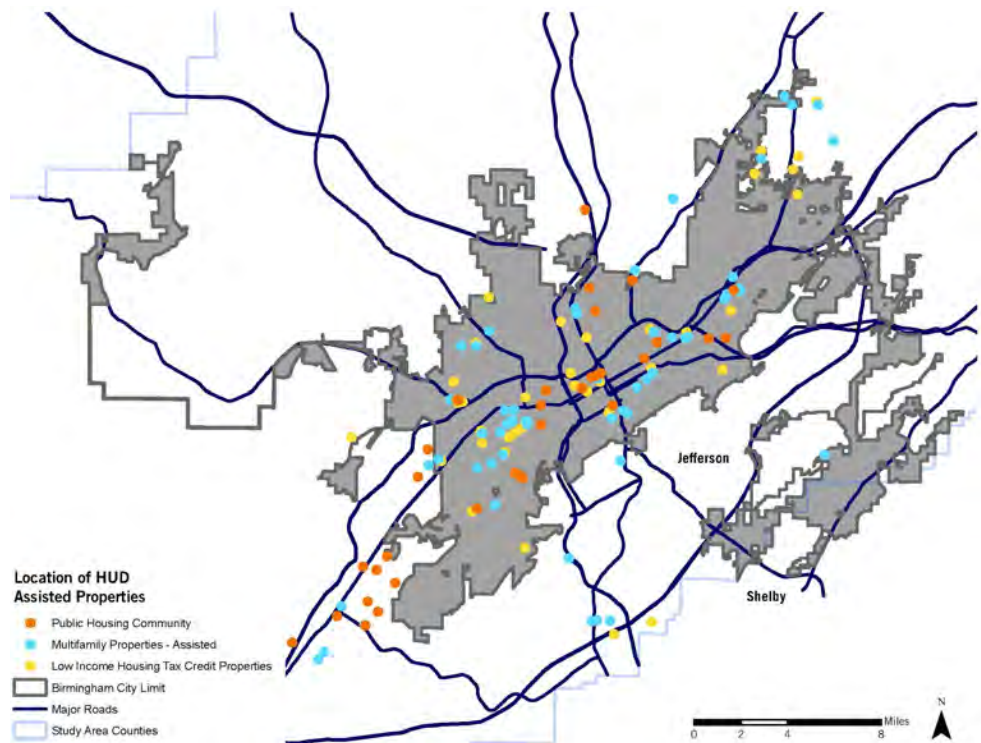 Jefferson
Shelby
Location of HUD
Assisted Properties
Public Housing Community
Multifamily Properties - Assisted
Low Income Housing Tax Credit Properties
Birmingham City Limit
Major Roads
Study Area Counties
N
Miles
0 2 4 8